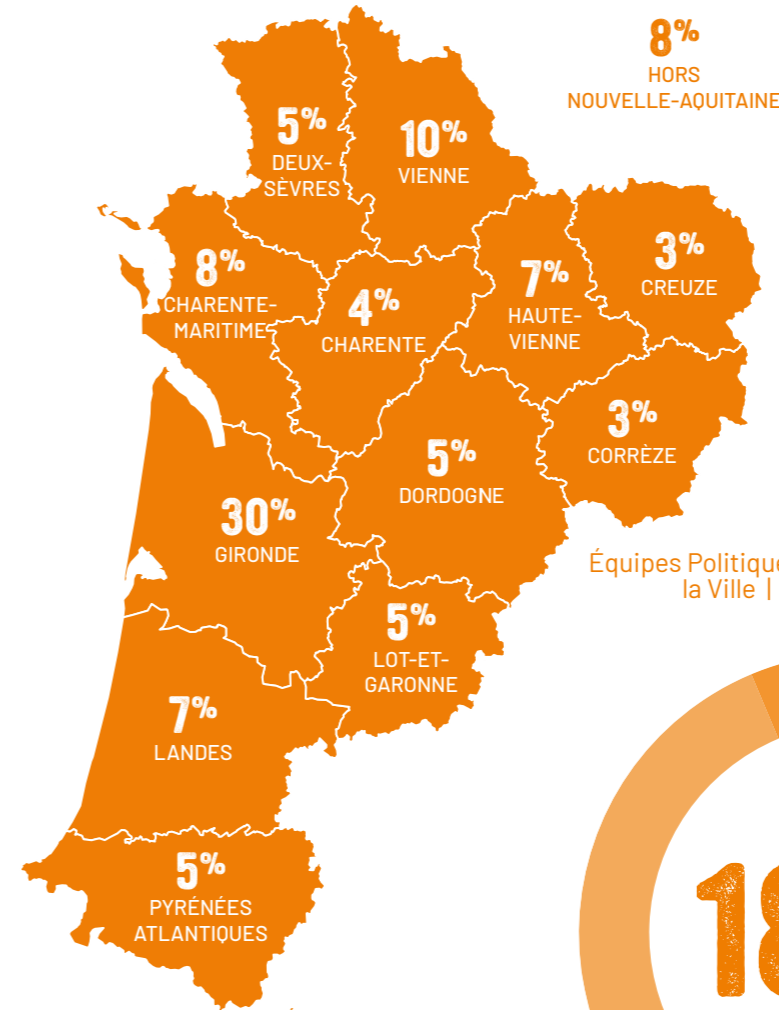 8%
HORS
NOUVELLE-AQUITAINE
5%
DEUX-
SÈVRES
10%
VIENNE
8%
CHARENTE-
MARITIME
4%
CHARENTE
7%
HAUTE-
VIENNE
3%
CREUZE
3%
CORRÈZE
5%
DORDOGNE
30%
GIRONDE
5%
LOT-ET-
GARONNE
7%
LANDES
5%
PYRÉNÉES
ATLANTIQUES
Équipes Politique
la Ville |